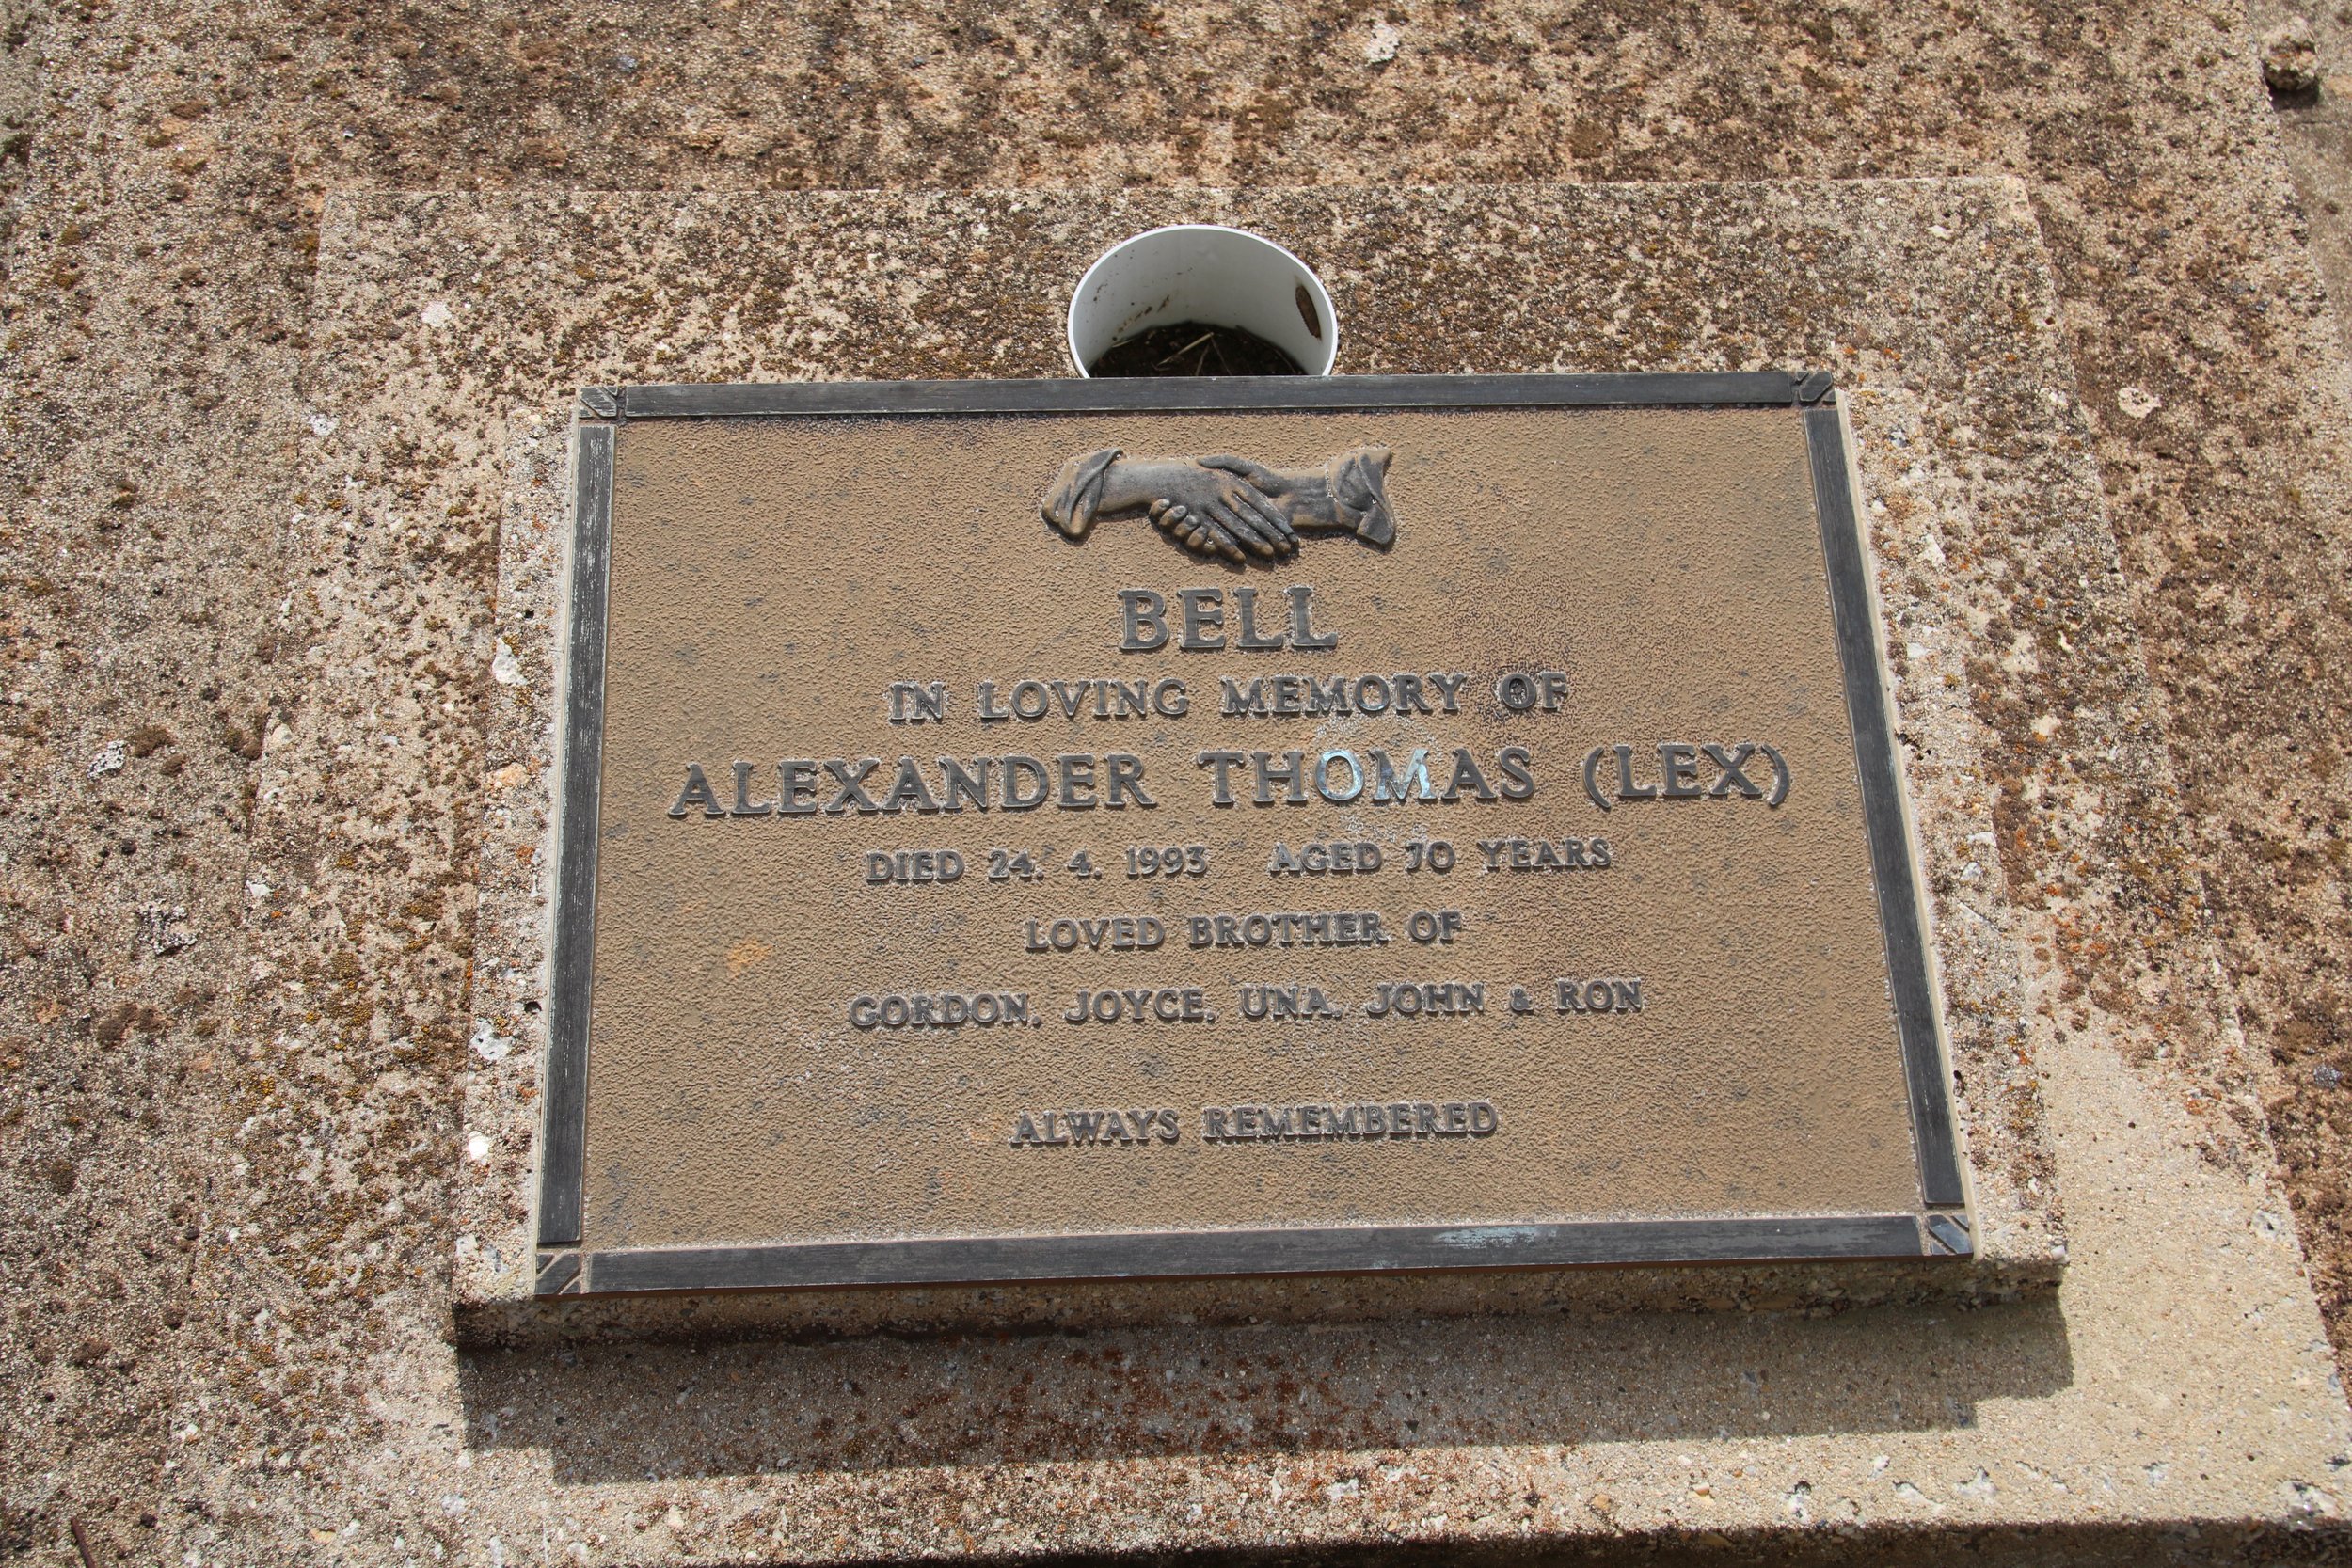 BELL
IN LOVING MEMORY OF
ALEXANDER THOMAS (LEX)
DIED 24. 4. 1993 AGED 70 YEARS
LOVED BROTHER OF
GORDON, JOYCE, UNA, JOHN & RON
ALWAYS REMEMBERED